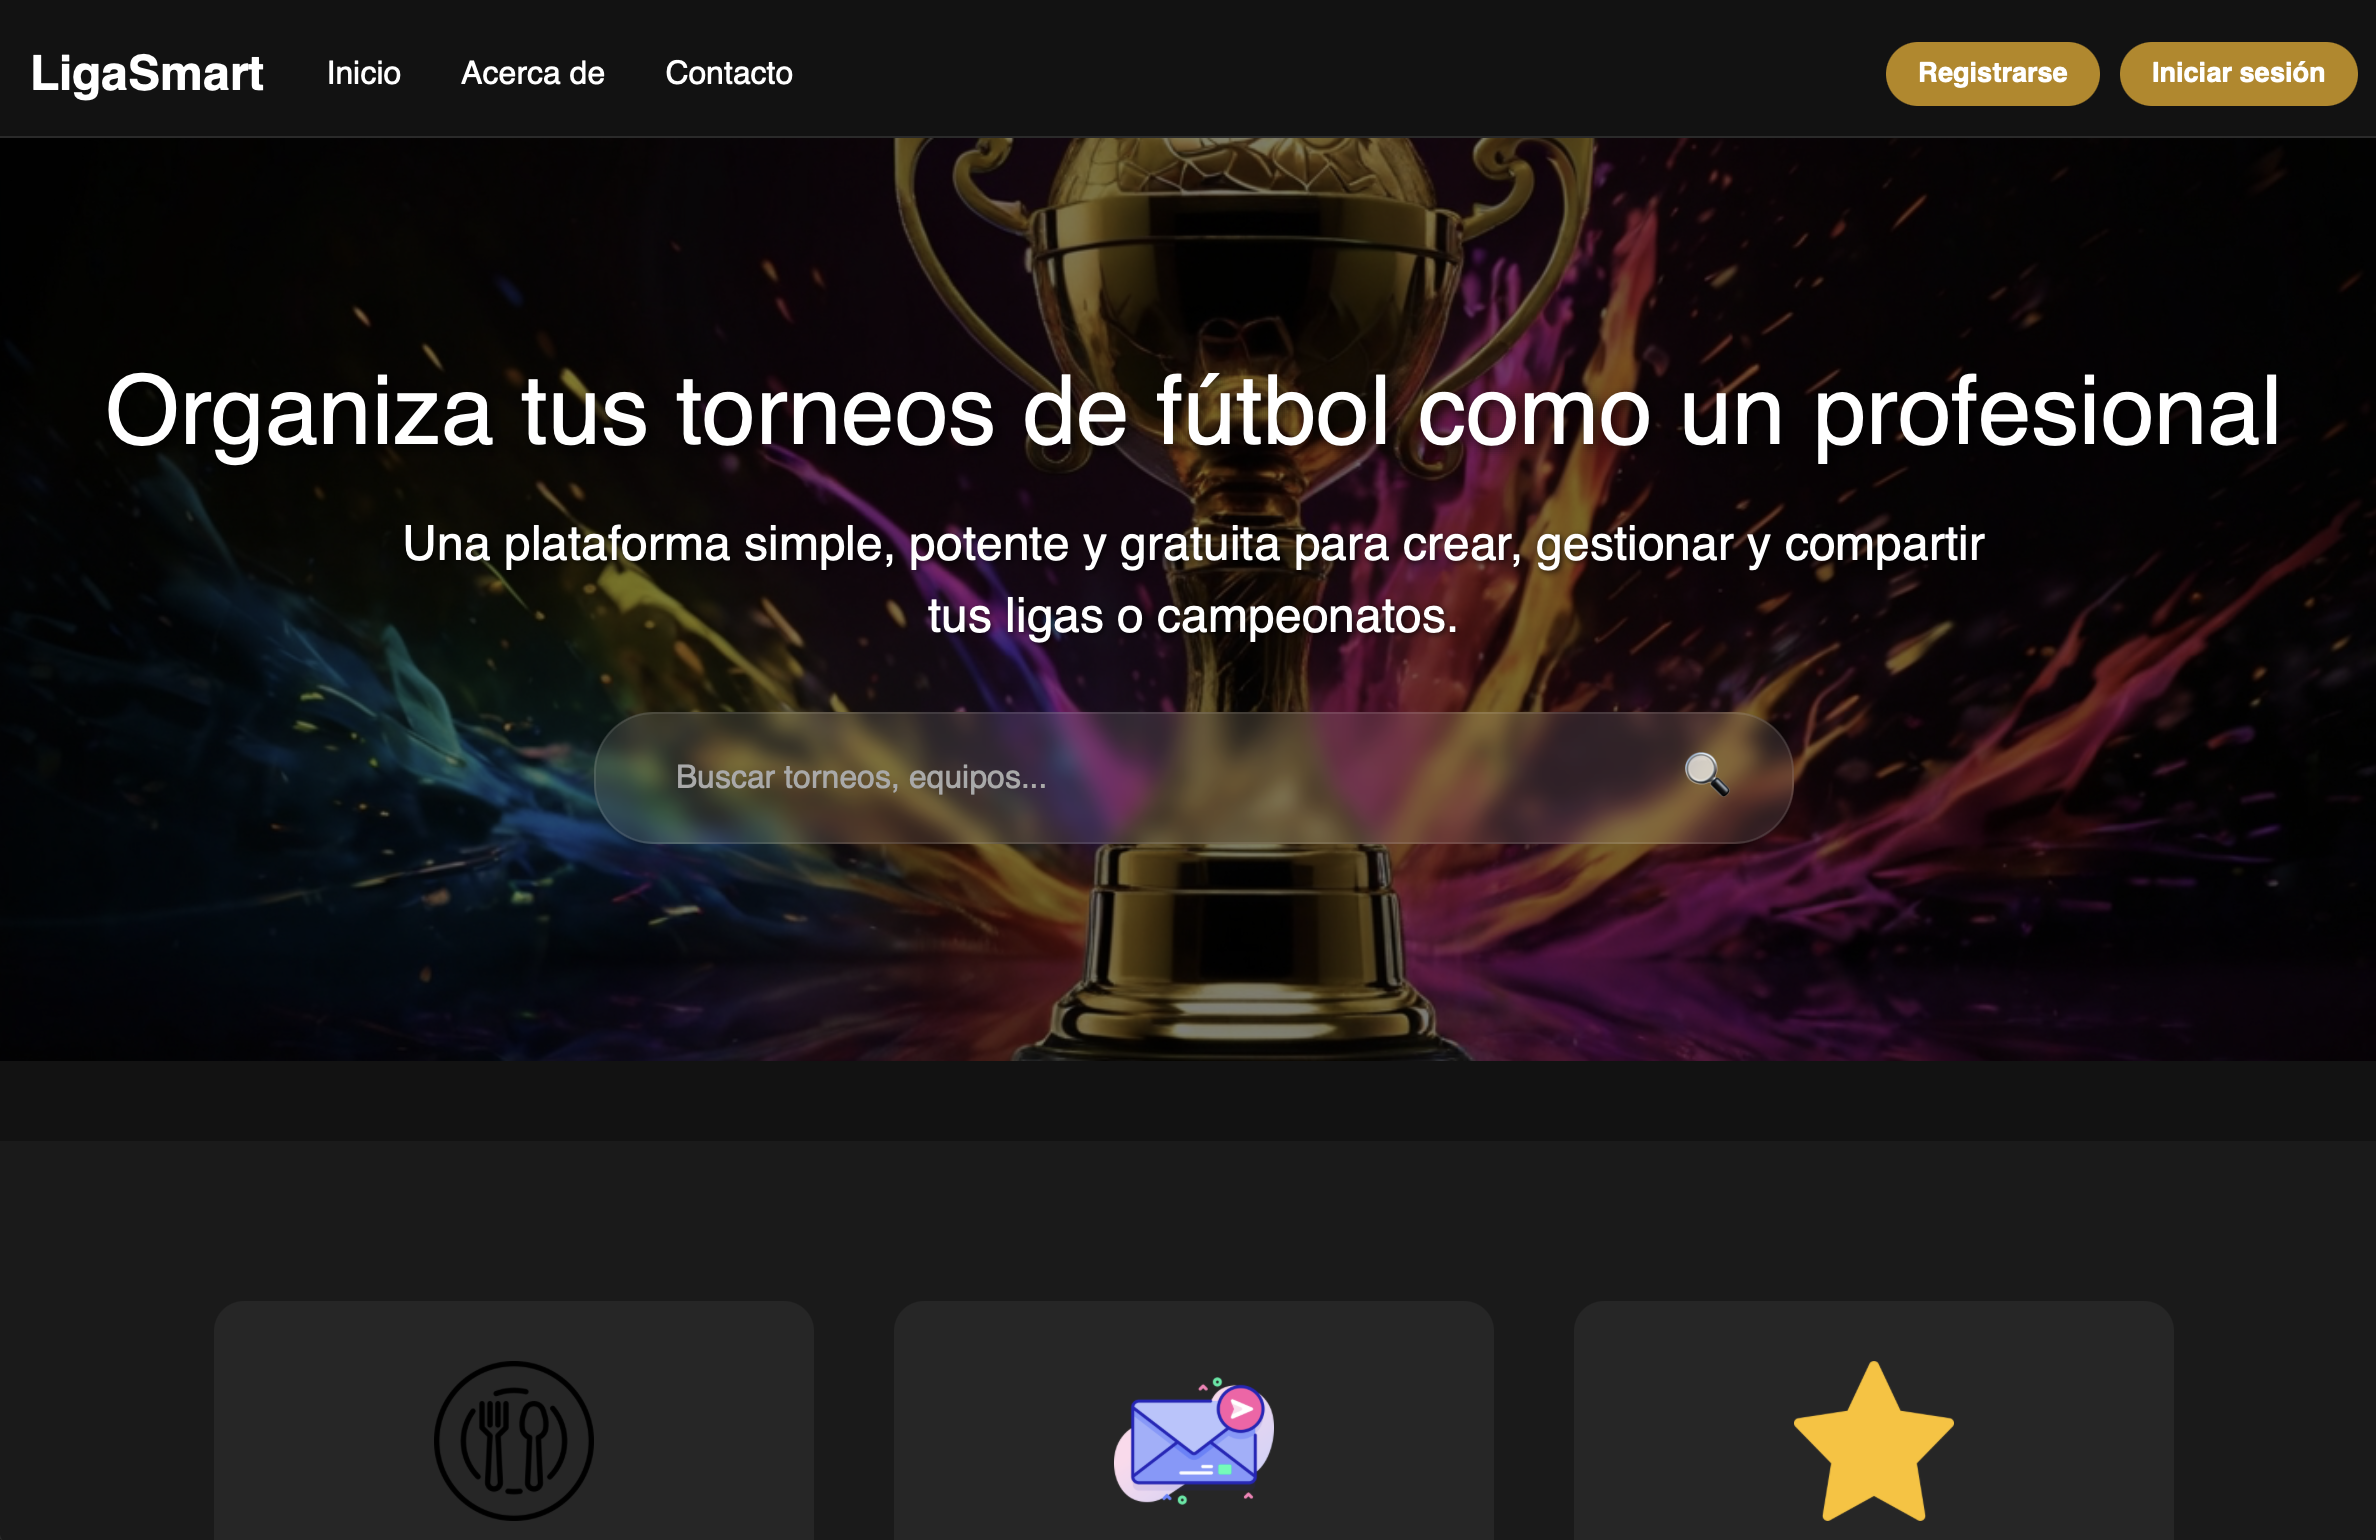 LigaSmart
Inicio
Acerca de
Contacto
Registrarse
Iniciar sesión
Organiza tus torneos de fútbol como un profesional
Una plataforma simple, potente y gratuita para crear, gestionar y compartir
tus ligas o campeonatos.
Buscar torneos, equipos...